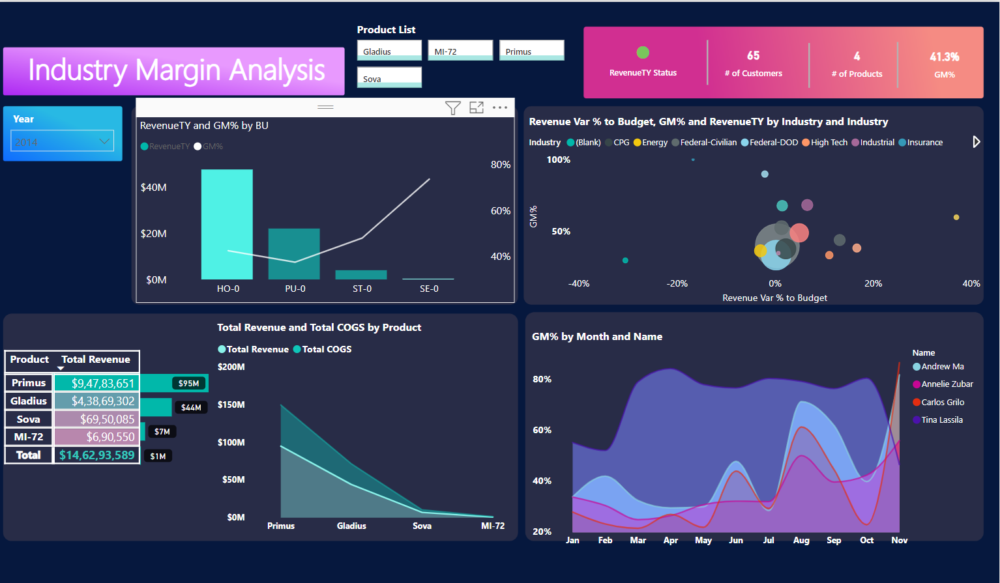 Industry Margin Analysis
Product List
Gladius
MI-72
Primus
Sova
RevenueTY Status
65
# of Customers
4
# of Products
41.3%
GM%
Year
2014
RevenueTY and GM% by BU
RevenueTY GM%
$40M
$20M
$0M
80%
60%
40%
HO-0 PU-0 ST-0 SE-0
Revenue Var % to Budget, GM% and RevenueTY by Industry and Industry
Industry (Blank) CPG Energy Federal-Civilian Federal-DOD High Tech Industrial Insurance
100%
50%
GM%
-40% -20% 0% 20% 40%
Revenue Var % to Budget
Product Total Revenue
Primus $9,47,83,651 $95M
Gladius $4,38,69,302 $44M
Sova $69,50,085 $7M
MI-72 $6,90,550
Total $14,62,93,589 $1M
Total Revenue and Total COGS by Product
Total Revenue Total COGS
$200M
$150M
$100M
$50M
$0M
Primus Gladius Sova MI-72
GM% by Month and Name
Name
Andrew Ma
Annelie Zubar
Carlos Grilo
Tina Lassila
80%
60%
40%
20%
Jan Feb Mar Apr May Jun Jul Aug Sep Oct Nov